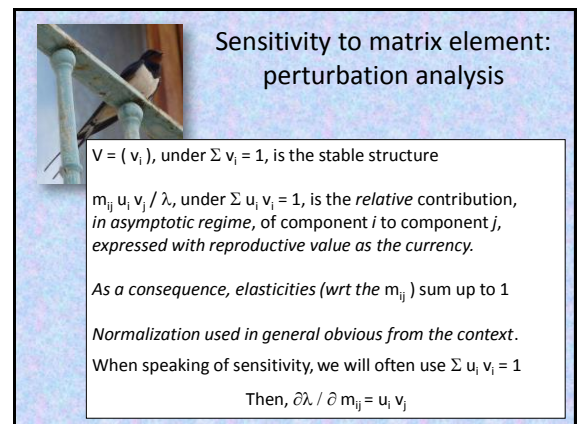 Sensitivity to matrix element:
perturbation analysis
V = ( vᵢ ), under Σ vᵢ = 1, is the stable structure
mᵢⱼ uᵢ vⱼ / λ, under Σ uᵢ vᵢ = 1, is the relative contribution,
in asymptotic regime, of component i to component j,
expressed with reproductive value as the currency.
As a consequence, elasticities (wrt the mᵢⱼ ) sum up to 1
Normalization used in general obvious from the context.
When speaking of sensitivity, we will often use Σ uᵢ vᵢ = 1
Then, ∂λ / ∂ mᵢⱼ = uᵢ vⱼ